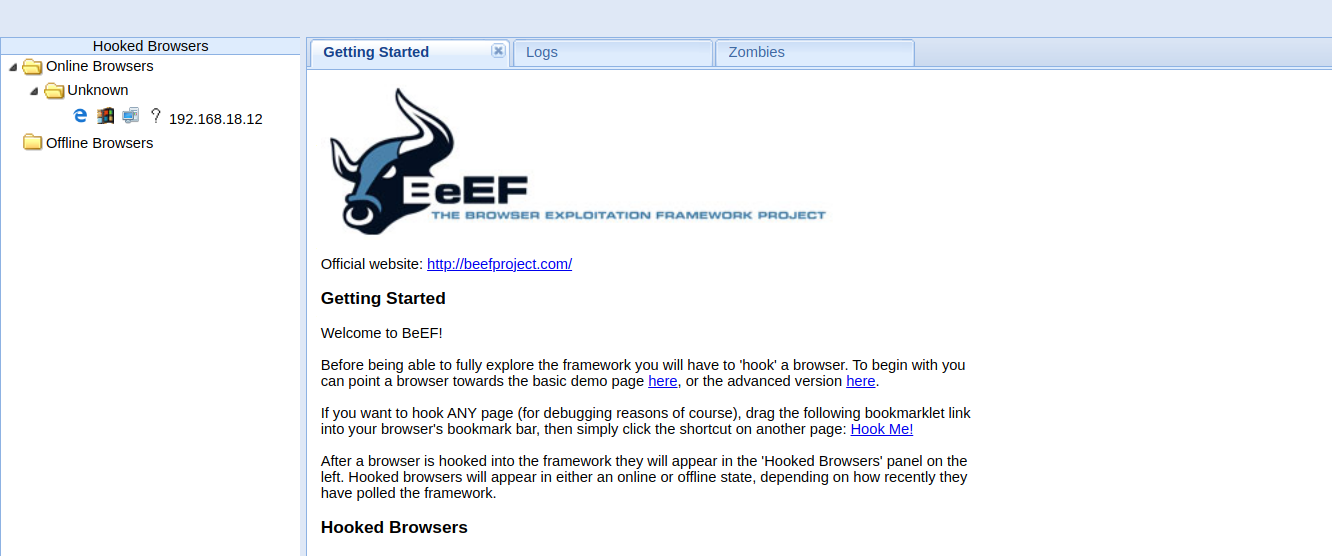 Hooked Browsers
Online Browsers
Unknown
192.168.18.12
Offline Browsers
Getting Started
Logs
Zombies
BeEF
THE BROWSER EXPLOITATION FRAMEWORK PROJECT
Official website: http://beefproject.com/
Getting Started
Welcome to BeEF!
Before being able to fully explore the framework you will have to 'hook' a browser. To begin with you
can point a browser towards the basic demo page here, or the advanced version here.
If you want to hook ANY page (for debugging reasons of course), drag the following bookmarklet link
into your browser's bookmark bar, then simply click the shortcut on another page: Hook Me!
After a browser is hooked into the framework they will appear in the 'Hooked Browsers' panel on the
left. Hooked browsers will appear in either an online or offline state, depending on how recently they
have polled the framework.
Hooked Browsers